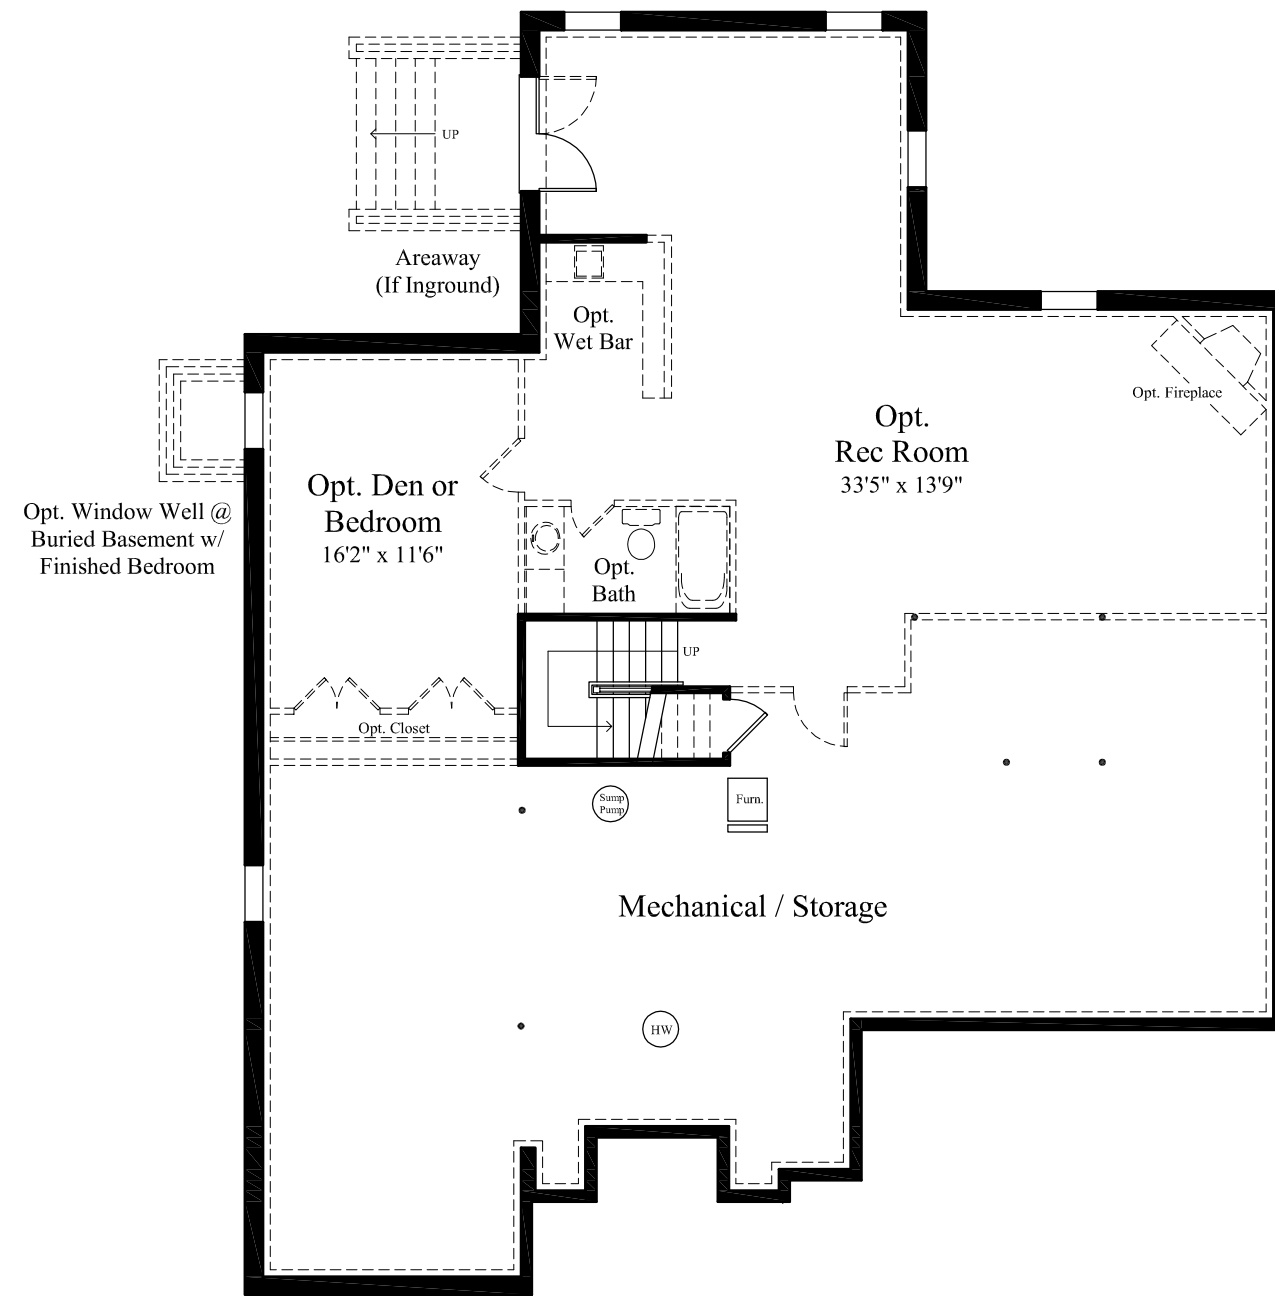 UP
Areaway
(If Inground)
Opt.
Wet Bar
Opt. Fireplace
Opt.
Rec Room
33'5" x 13'9"
Opt. Den or
Bedroom
16'2" x 11'6"
Opt. Window Well @
Buried Basement w/
Finished Bedroom
Opt.
Bath
UP
Opt. Closet
Sump
Pump
Furn.
Mechanical / Storage
HW